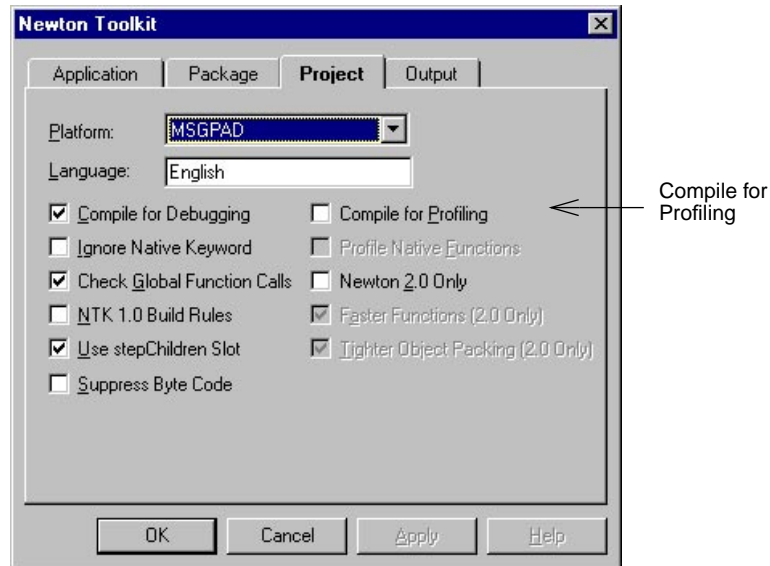 Newton Toolkit
Application Package Project Output
Platform: MSGPAD
Language: English
Compile for Debugging Compile for Profiling
Ignore Native Keyword Profile Native Functions
Check Global Function Calls Newton 2.0 Only
NTK 1.0 Build Rules Faster Functions (2.0 Only)
Use stepChildren Slot Tighter Object Packing (2.0 Only)
Suppress Byte Code
OK Cancel Apply Help
Compile for
Profiling